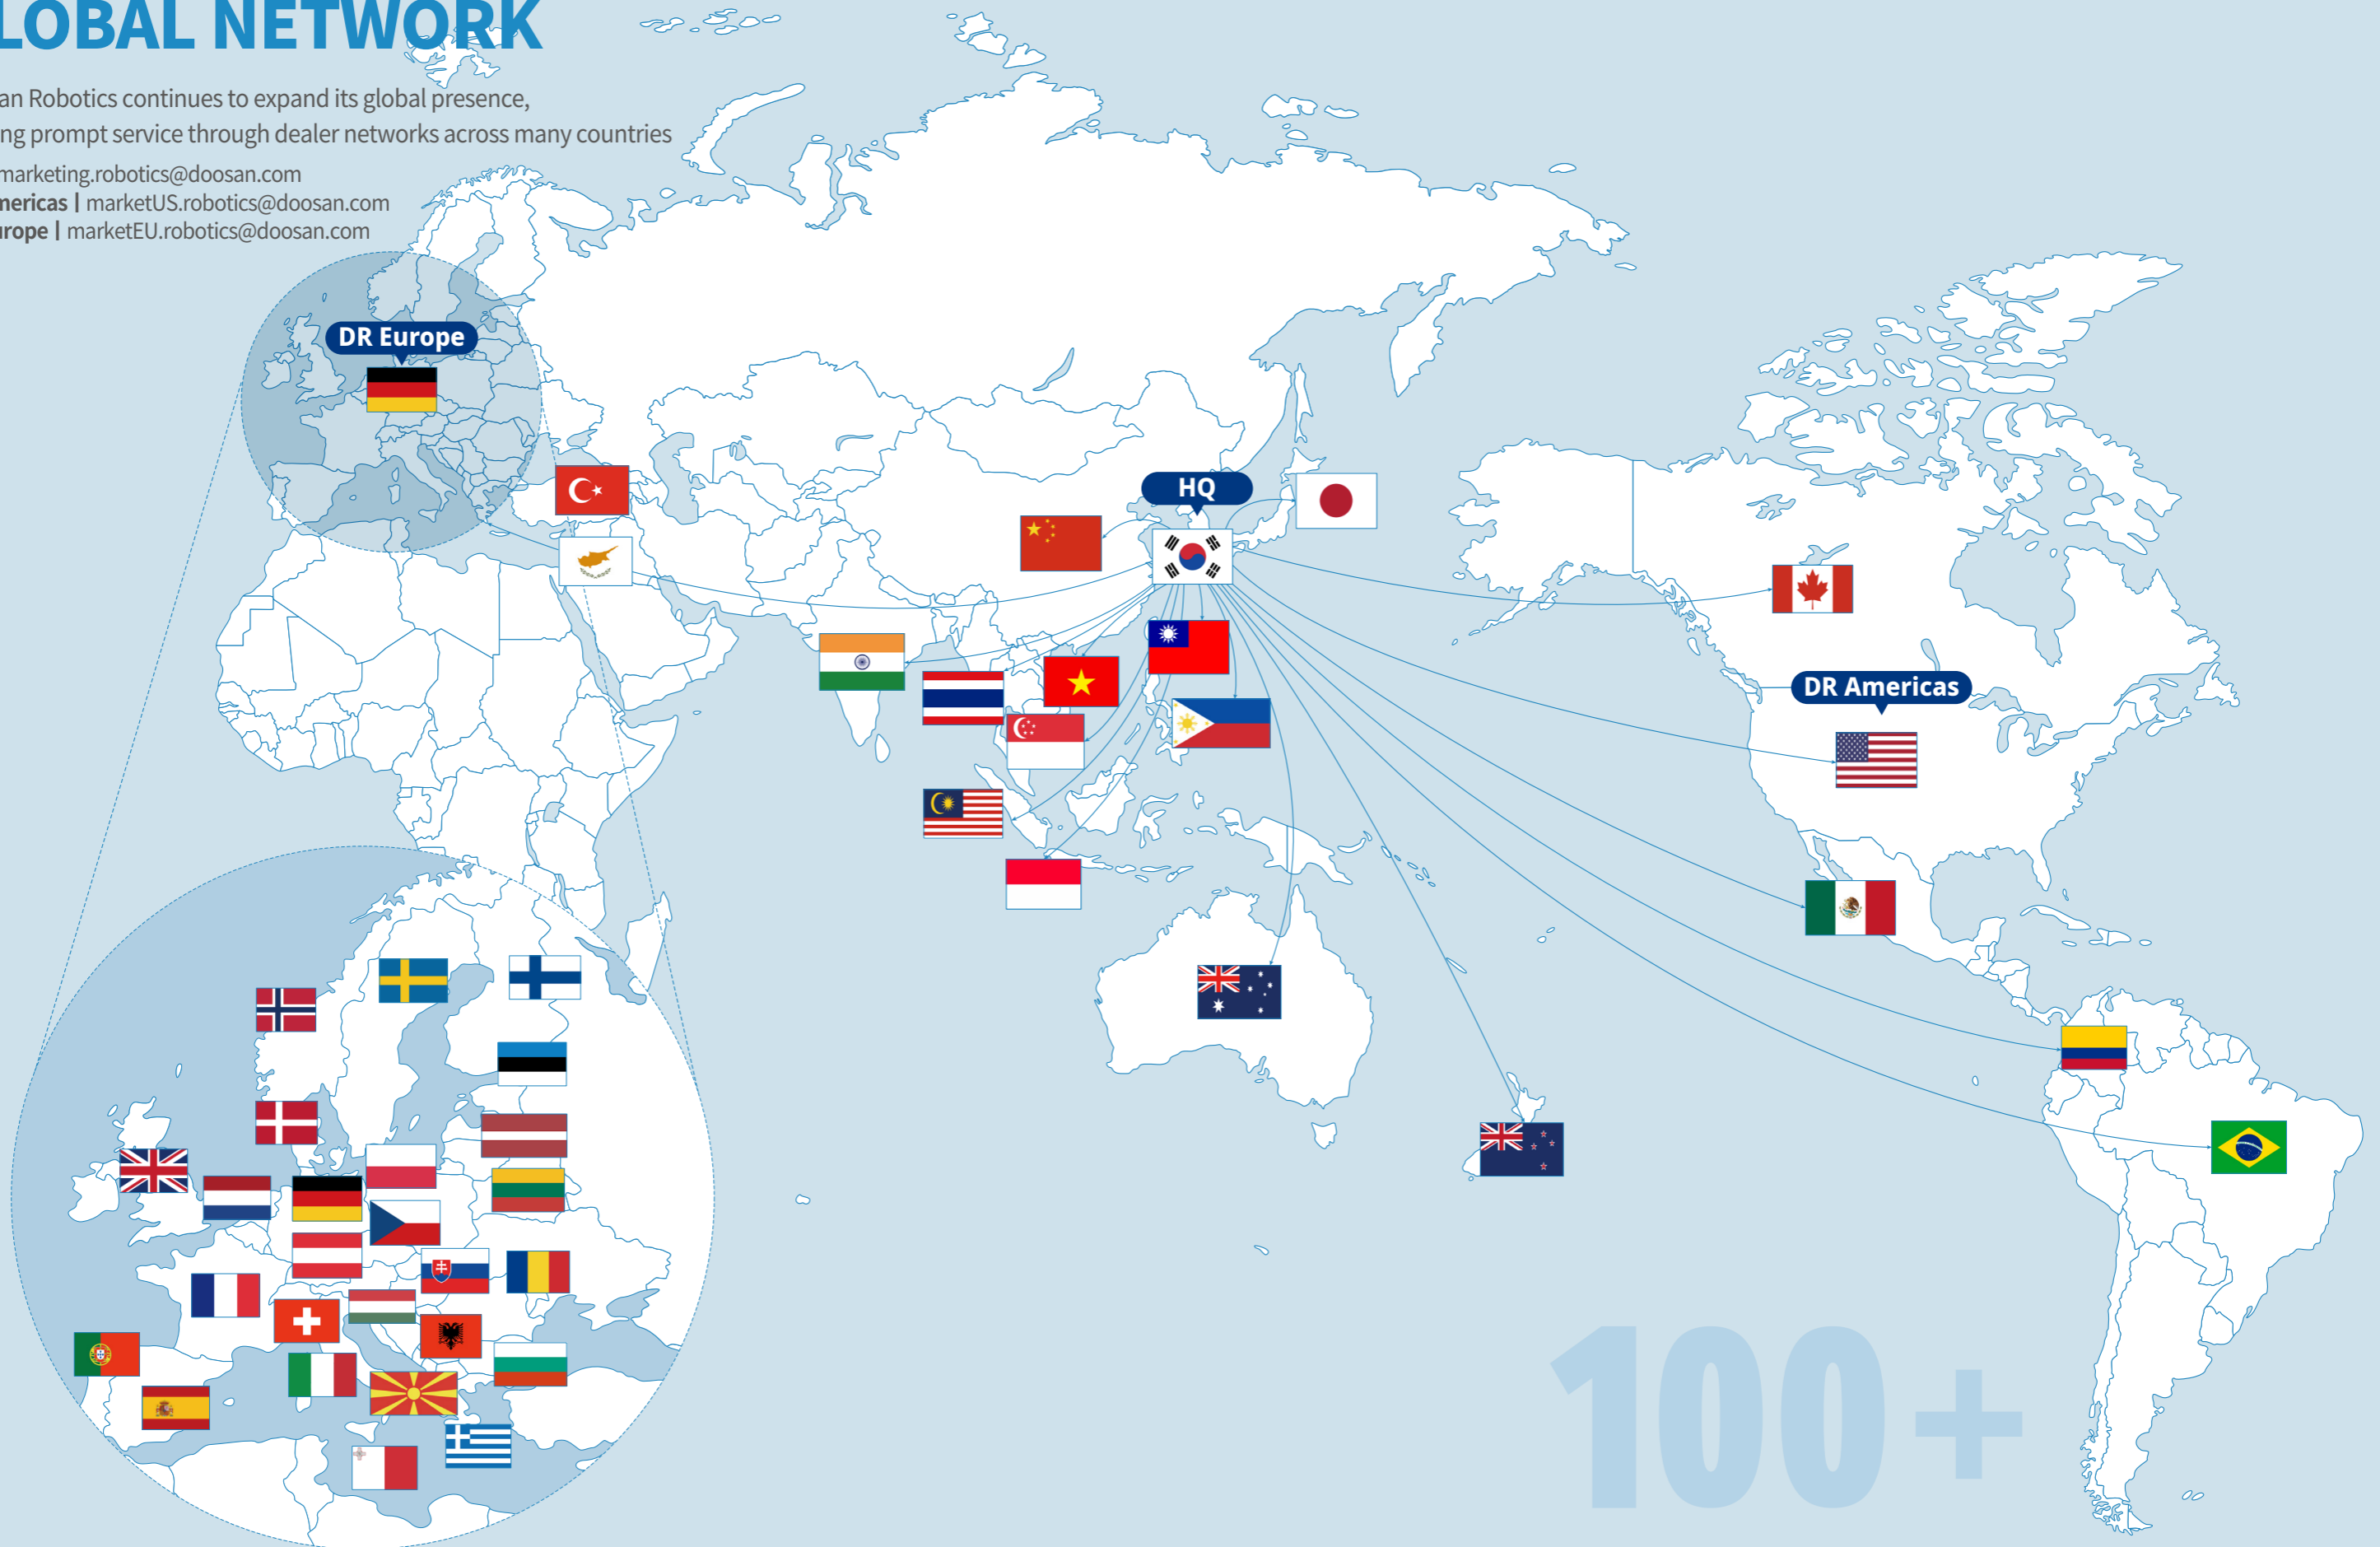 LOBAL NETWORK
an Robotics continues to expand its global presence,
ng prompt service through dealer networks across many countries
marketing.robotics@doosan.com
mericas | marketUS.robotics@doosan.com
urope | marketEU.robotics@doosan.com
DR Europe
HQ
DR Americas
100+